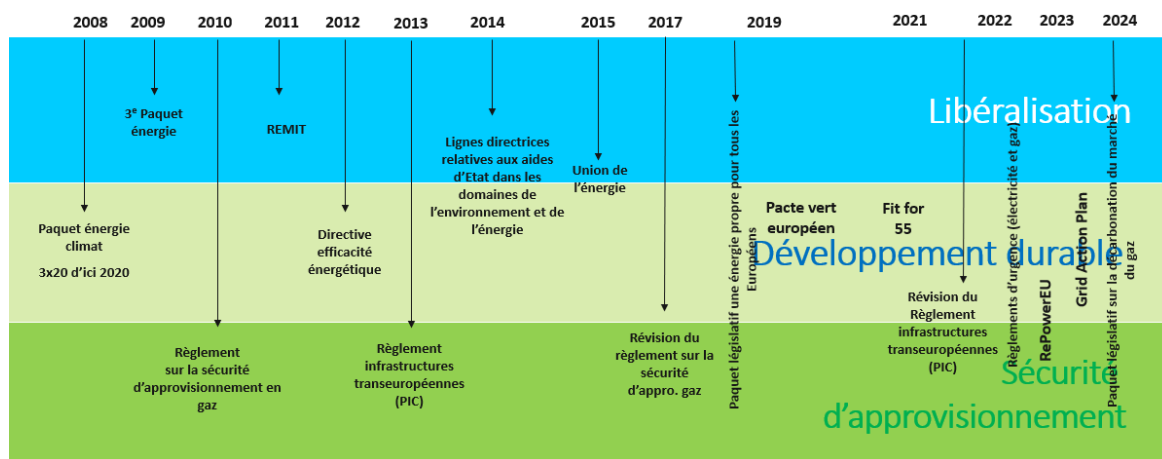 2008 2009 2010 2011 2012 2013 2014 2015 2017 2019 2021 2022 2023 2024
3e Paquet
énergie
REMIT
Lignes directrices
relatives aux aides
d'Etat dans les
domaines de
l'environnement et de
l'énergie
Union de
l'énergie
Libéralisation
Paquet énergie
climat
3x20 d'ici 2020
Directive
efficacité
énergétique
Pacte vert
européen
Fit for
55
Développement durable
Règlement
sur la sécurité
d'approvisionnement en
gaz
Règlement
infrastructures
transeuropéennes
(PIC)
Révision du
règlement sur la
sécurité
d'appro. gaz
Paquet législatif une énergie propre pour tous les
Européens
Révision du
Règlement
infrastructures
transeuropéennes
(PIC)
Règlements d'urgence (électricité et gaz)
RePowerEU
Grid Action Plan
Paquet législatif sur la décarbonation du marché
du gaz
Sécurité
d'approvisionnement